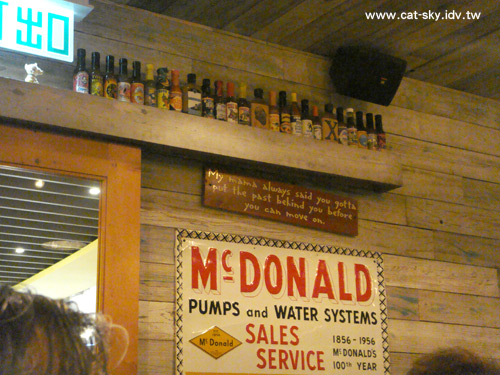 www.cat-sky.idv.tw
出口
My mama always said you gotta
put the past behind you before
you can move on.
McDONALD
PUMPS and WATER SYSTEMS
McDonald
SALES
SERVICE
1856-1956
McDONALD'S
100TH YEAR